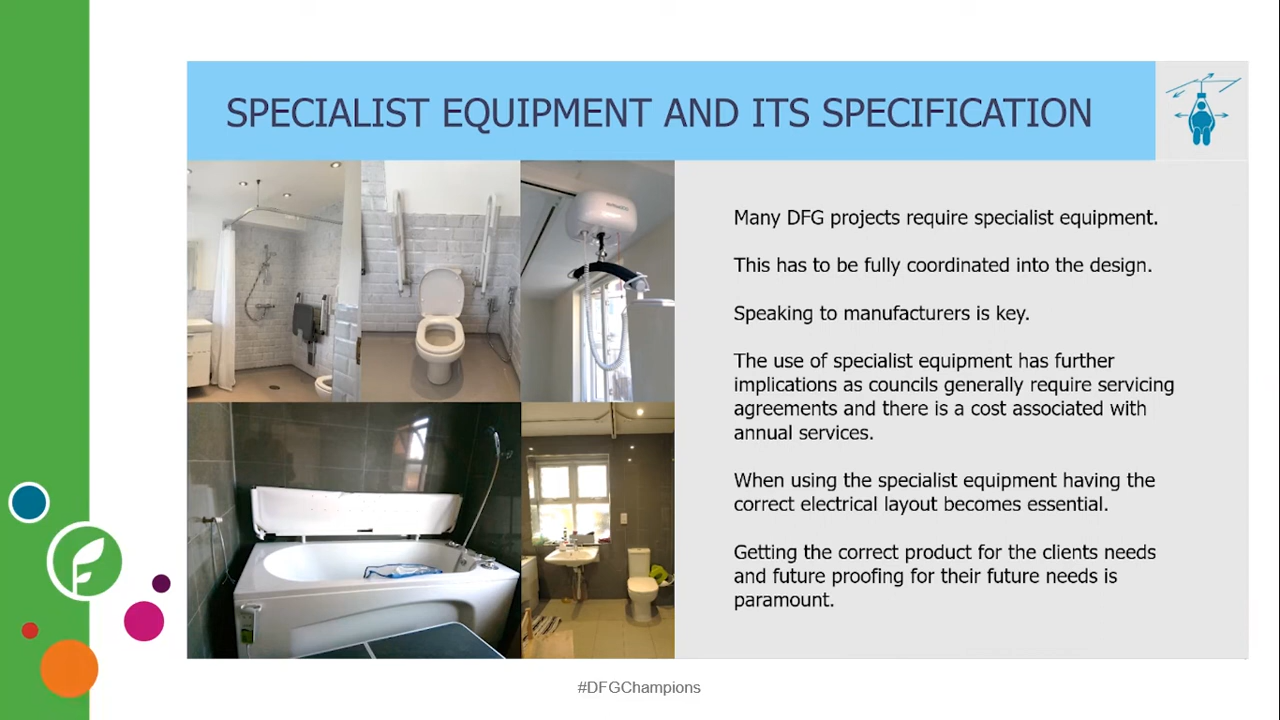 SPECIALIST EQUIPMENT AND ITS SPECIFICATION
Many DFG projects require specialist equipment.
This has to be fully coordinated into the design.
Speaking to manufacturers is key.
The use of specialist equipment has further
implications as councils generally require servicing
agreements and there is a cost associated with
annual services.
When using the specialist equipment having the
correct electrical layout becomes essential.
Getting the correct product for the clients needs
and future proofing for their future needs is
paramount.
#DFGChampions